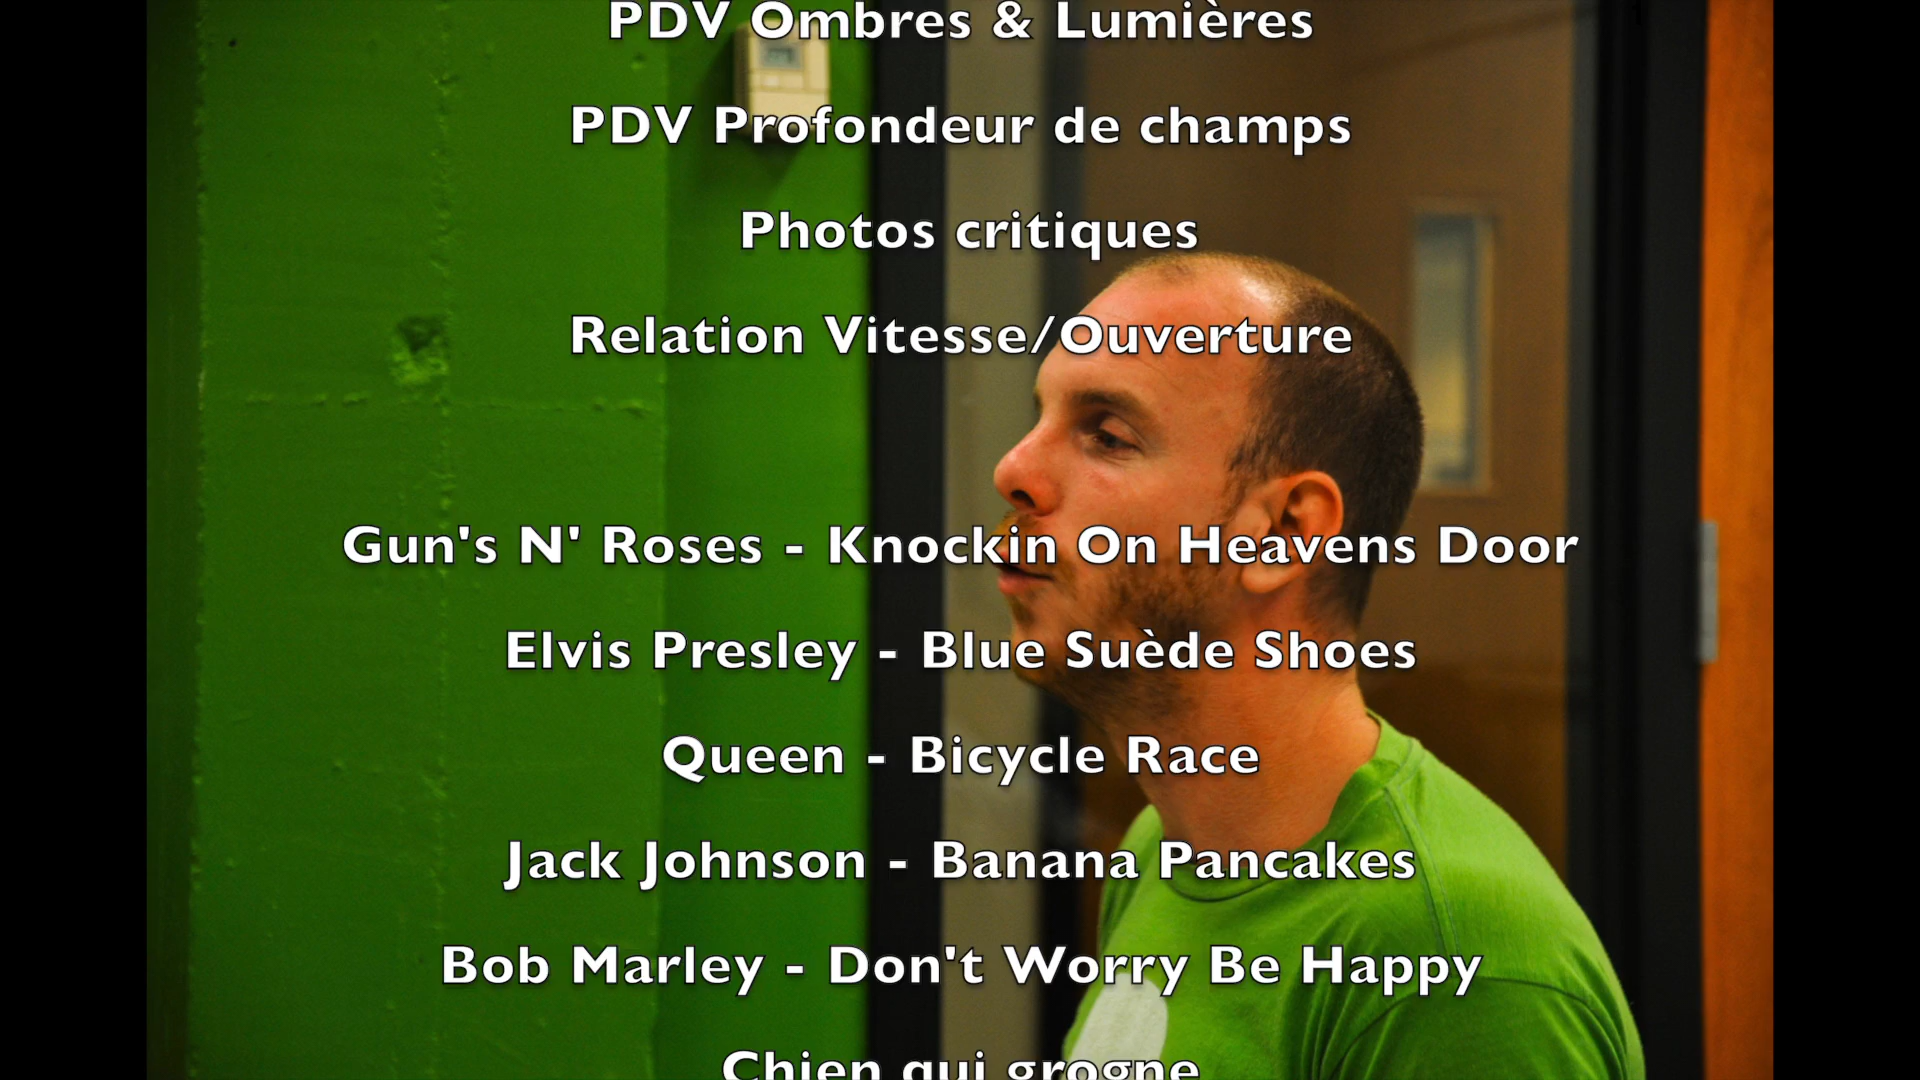 PDV Ombres & Lumières
PDV Profondeur de champs
Photos critiques
Relation Vitesse/Ouverture
Gun's N' Roses - Knockin On Heavens Door
Elvis Presley - Blue Suède Shoes
Queen - Bicycle Race
Jack Johnson - Banana Pancakes
Bob Marley - Don't Worry Be Happy
Chien qui grogne